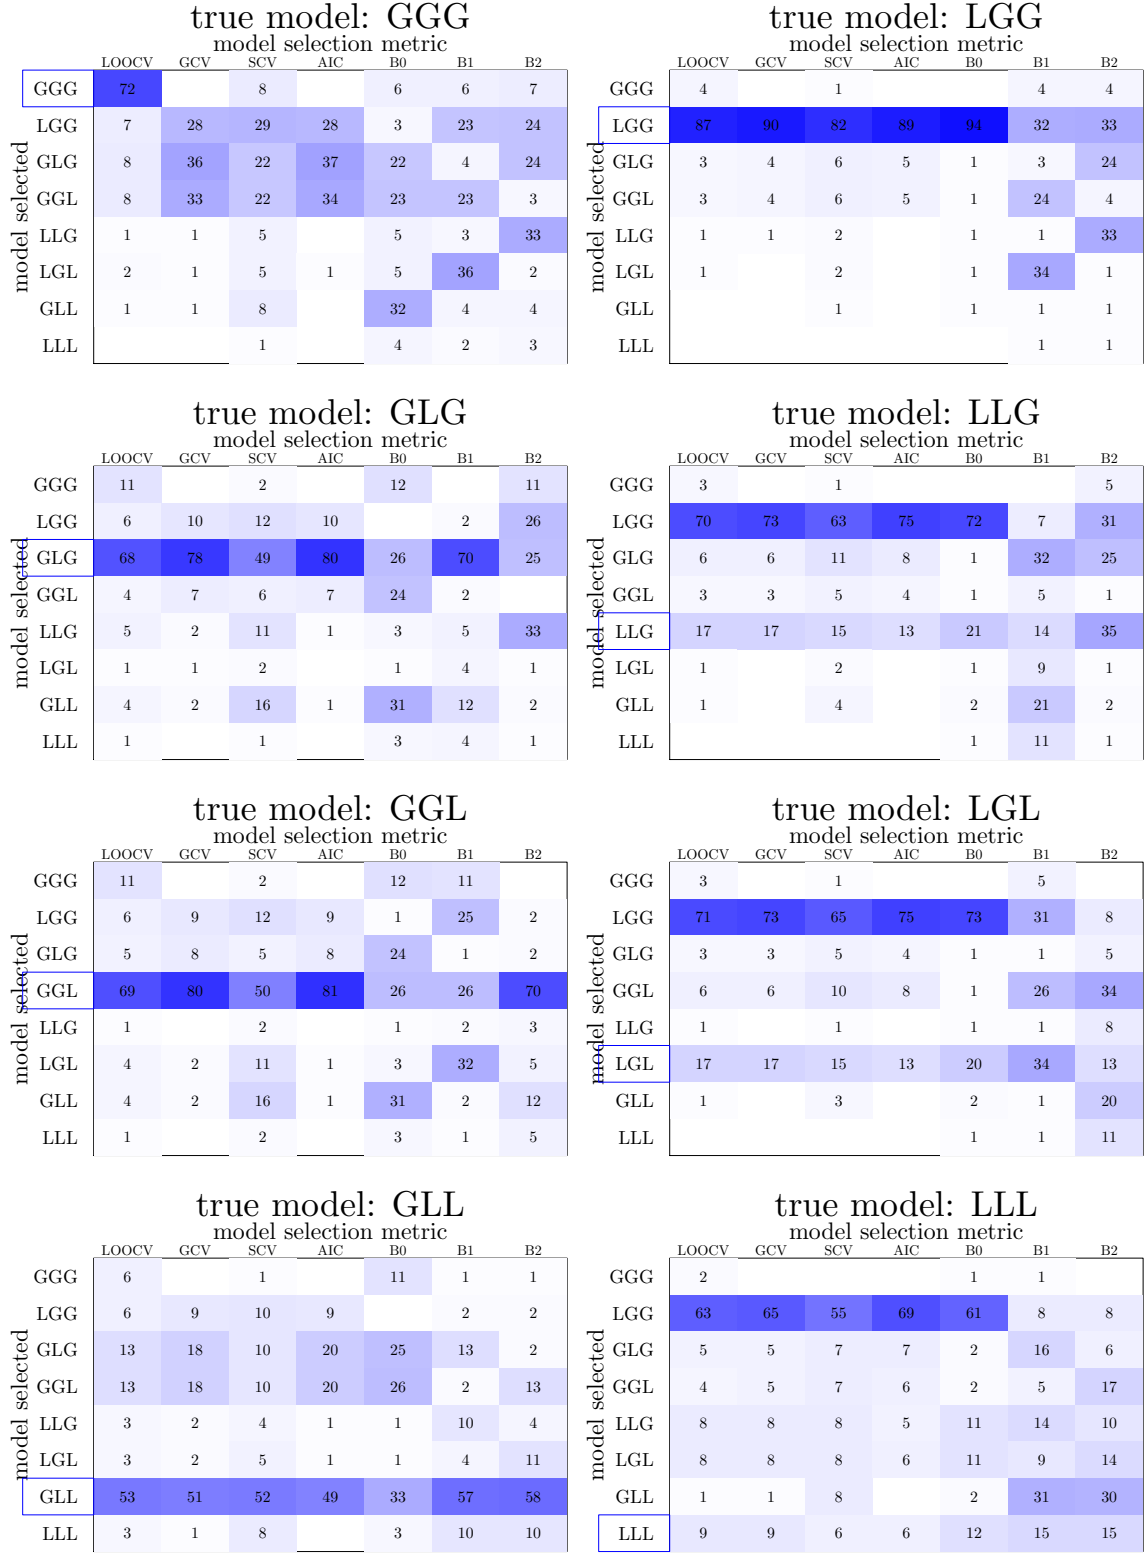 true model: GGG
model selection metric
LOOCV GCV SCV AIC B0 B1 B2
model selected
GGG 72 8 6 6 7
LGG 7 28 29 28 3 23 24
GLG 8 36 22 37 22 4 24
GGL 8 33 22 34 23 23 3
LLG 1 1 5 5 3 33
LGL 2 1 5 1 5 36 2
GLL 1 1 8 32 4 4
LLL 1 4 2 3
true model: LGG
model selection metric
LOOCV GCV SCV AIC B0 B1 B2
model selected
GGG 4 1 4 4
LGG 87 90 82 89 94 32 33
GLG 3 4 6 5 1 3 24
GGL 3 4 6 5 1 24 4
LLG 1 1 2 1 1 33
LGL 1 2 1 34 1
GLL 1 1 1 1
LLL 1 1
true model: GLG
model selection metric
LOOCV GCV SCV AIC B0 B1 B2
model selected
GGG 11 2 12 11
LGG 6 10 12 10 2 26
GLG 68 78 49 80 26 70 25
GGL 4 7 6 7 24 2
LLG 5 2 11 1 3 5 33
LGL 1 1 2 1 4 1
GLL 4 2 16 1 31 12 2
LLL 1 1 3 4 1
true model: LLG
model selection metric
LOOCV GCV SCV AIC B0 B1 B2
model selected
GGG 3 1 5
LGG 70 73 63 75 72 7 31
GLG 6 6 11 8 1 32 25
GGL 3 3 5 4 1 5 1
LLG 17 17 15 13 21 14 35
LGL 1 2 1 9 1
GLL 1 4 2 21 2
LLL 1 11 1
true model: GGL
model selection metric
LOOCV GCV SCV AIC B0 B1 B2
model selected
GGG 11 2 12 11
LGG 6 9 12 9 1 25 2
GLG 5 8 5 8 24 1 2
GGL 69 80 50 81 26 26 70
LLG 1 2 1 2 3
LGL 4 2 11 1 3 32 5
GLL 4 2 16 1 31 2 12
LLL 1 2 3 1 5
true model: LGL
model selection metric
LOOCV GCV SCV AIC B0 B1 B2
model selected
GGG 3 1 5
LGG 71 73 65 75 73 31 8
GLG 3 3 5 4 1 1 5
GGL 6 6 10 8 1 26 34
LLG 1 1 1 1 8
LGL 17 17 15 13 20 34 13
GLL 1 3 2 1 20
LLL 1 1 11
true model: GLL
model selection metric
LOOCV GCV SCV AIC B0 B1 B2
model selected
GGG 6 1 11 1 1
LGG 6 9 10 9 2 2
GLG 13 18 10 20 25 13 2
GGL 13 18 10 20 26 2 13
LLG 3 2 4 1 1 10 4
LGL 3 2 5 1 1 4 11
GLL 53 51 52 49 33 57 58
LLL 3 1 8 3 10 10
true model: LLL
model selection metric
LOOCV GCV SCV AIC B0 B1 B2
model selected
GGG 2 1 1
LGG 63 65 55 69 61 8 8
GLG 5 5 7 7 2 16 6
GGL 4 5 7 6 2 5 17
LLG 8 8 8 5 11 14 10
LGL 8 8 8 6 11 9 14
GLL 1 1 8 2 31 30
LLL 9 9 6 6 12 15 15